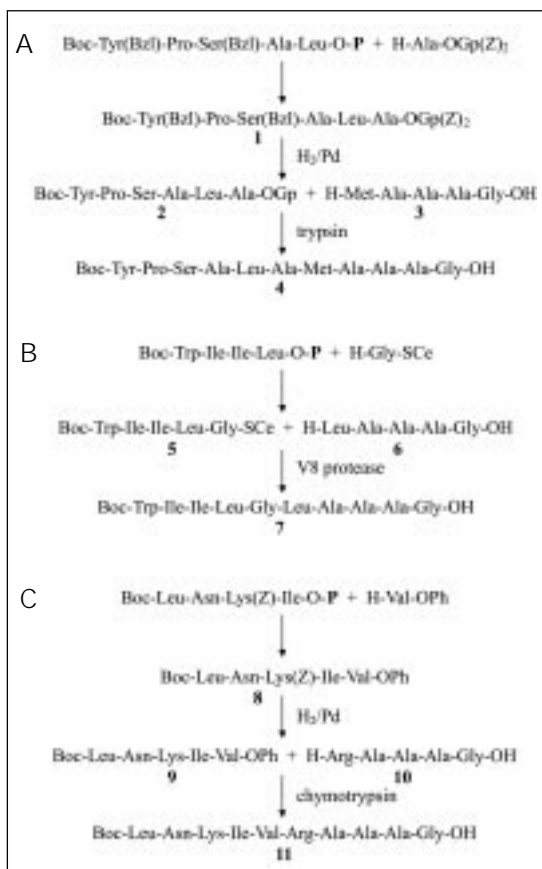 A
Boc-Tyr(Bzl)-Pro-Ser(Bzl)-Ala-Leu-O-P + H-Ala-OGp(Z)₂
Boc-Tyr(Bzl)-Pro-Ser(Bzl)-Ala-Leu-Ala-OGp(Z)₂
1
H₂/Pd
Boc-Tyr-Pro-Ser-Ala-Leu-Ala-OGp + H-Met-Ala-Ala-Ala-Gly-OH
2 3
trypsin
Boc-Tyr-Pro-Ser-Ala-Leu-Ala-Met-Ala-Ala-Ala-Gly-OH
4
B
Boc-Trp-Ile-Ile-Leu-O-P + H-Gly-SCe
Boc-Trp-Ile-Ile-Leu-Gly-SCe + H-Leu-Ala-Ala-Ala-Gly-OH
5 6
V8 protease
Boc-Trp-Ile-Ile-Leu-Gly-Leu-Ala-Ala-Ala-Gly-OH
7
C
Boc-Leu-Asn-Lys(Z)-Ile-O-P + H-Val-OPh
Boc-Leu-Asn-Lys(Z)-Ile-Val-OPh
8
H₂/Pd
Boc-Leu-Asn-Lys-Ile-Val-OPh + H-Arg-Ala-Ala-Ala-Gly-OH
9 10
chymotrypsin
Boc-Leu-Asn-Lys-Ile-Val-Arg-Ala-Ala-Ala-Gly-OH
11